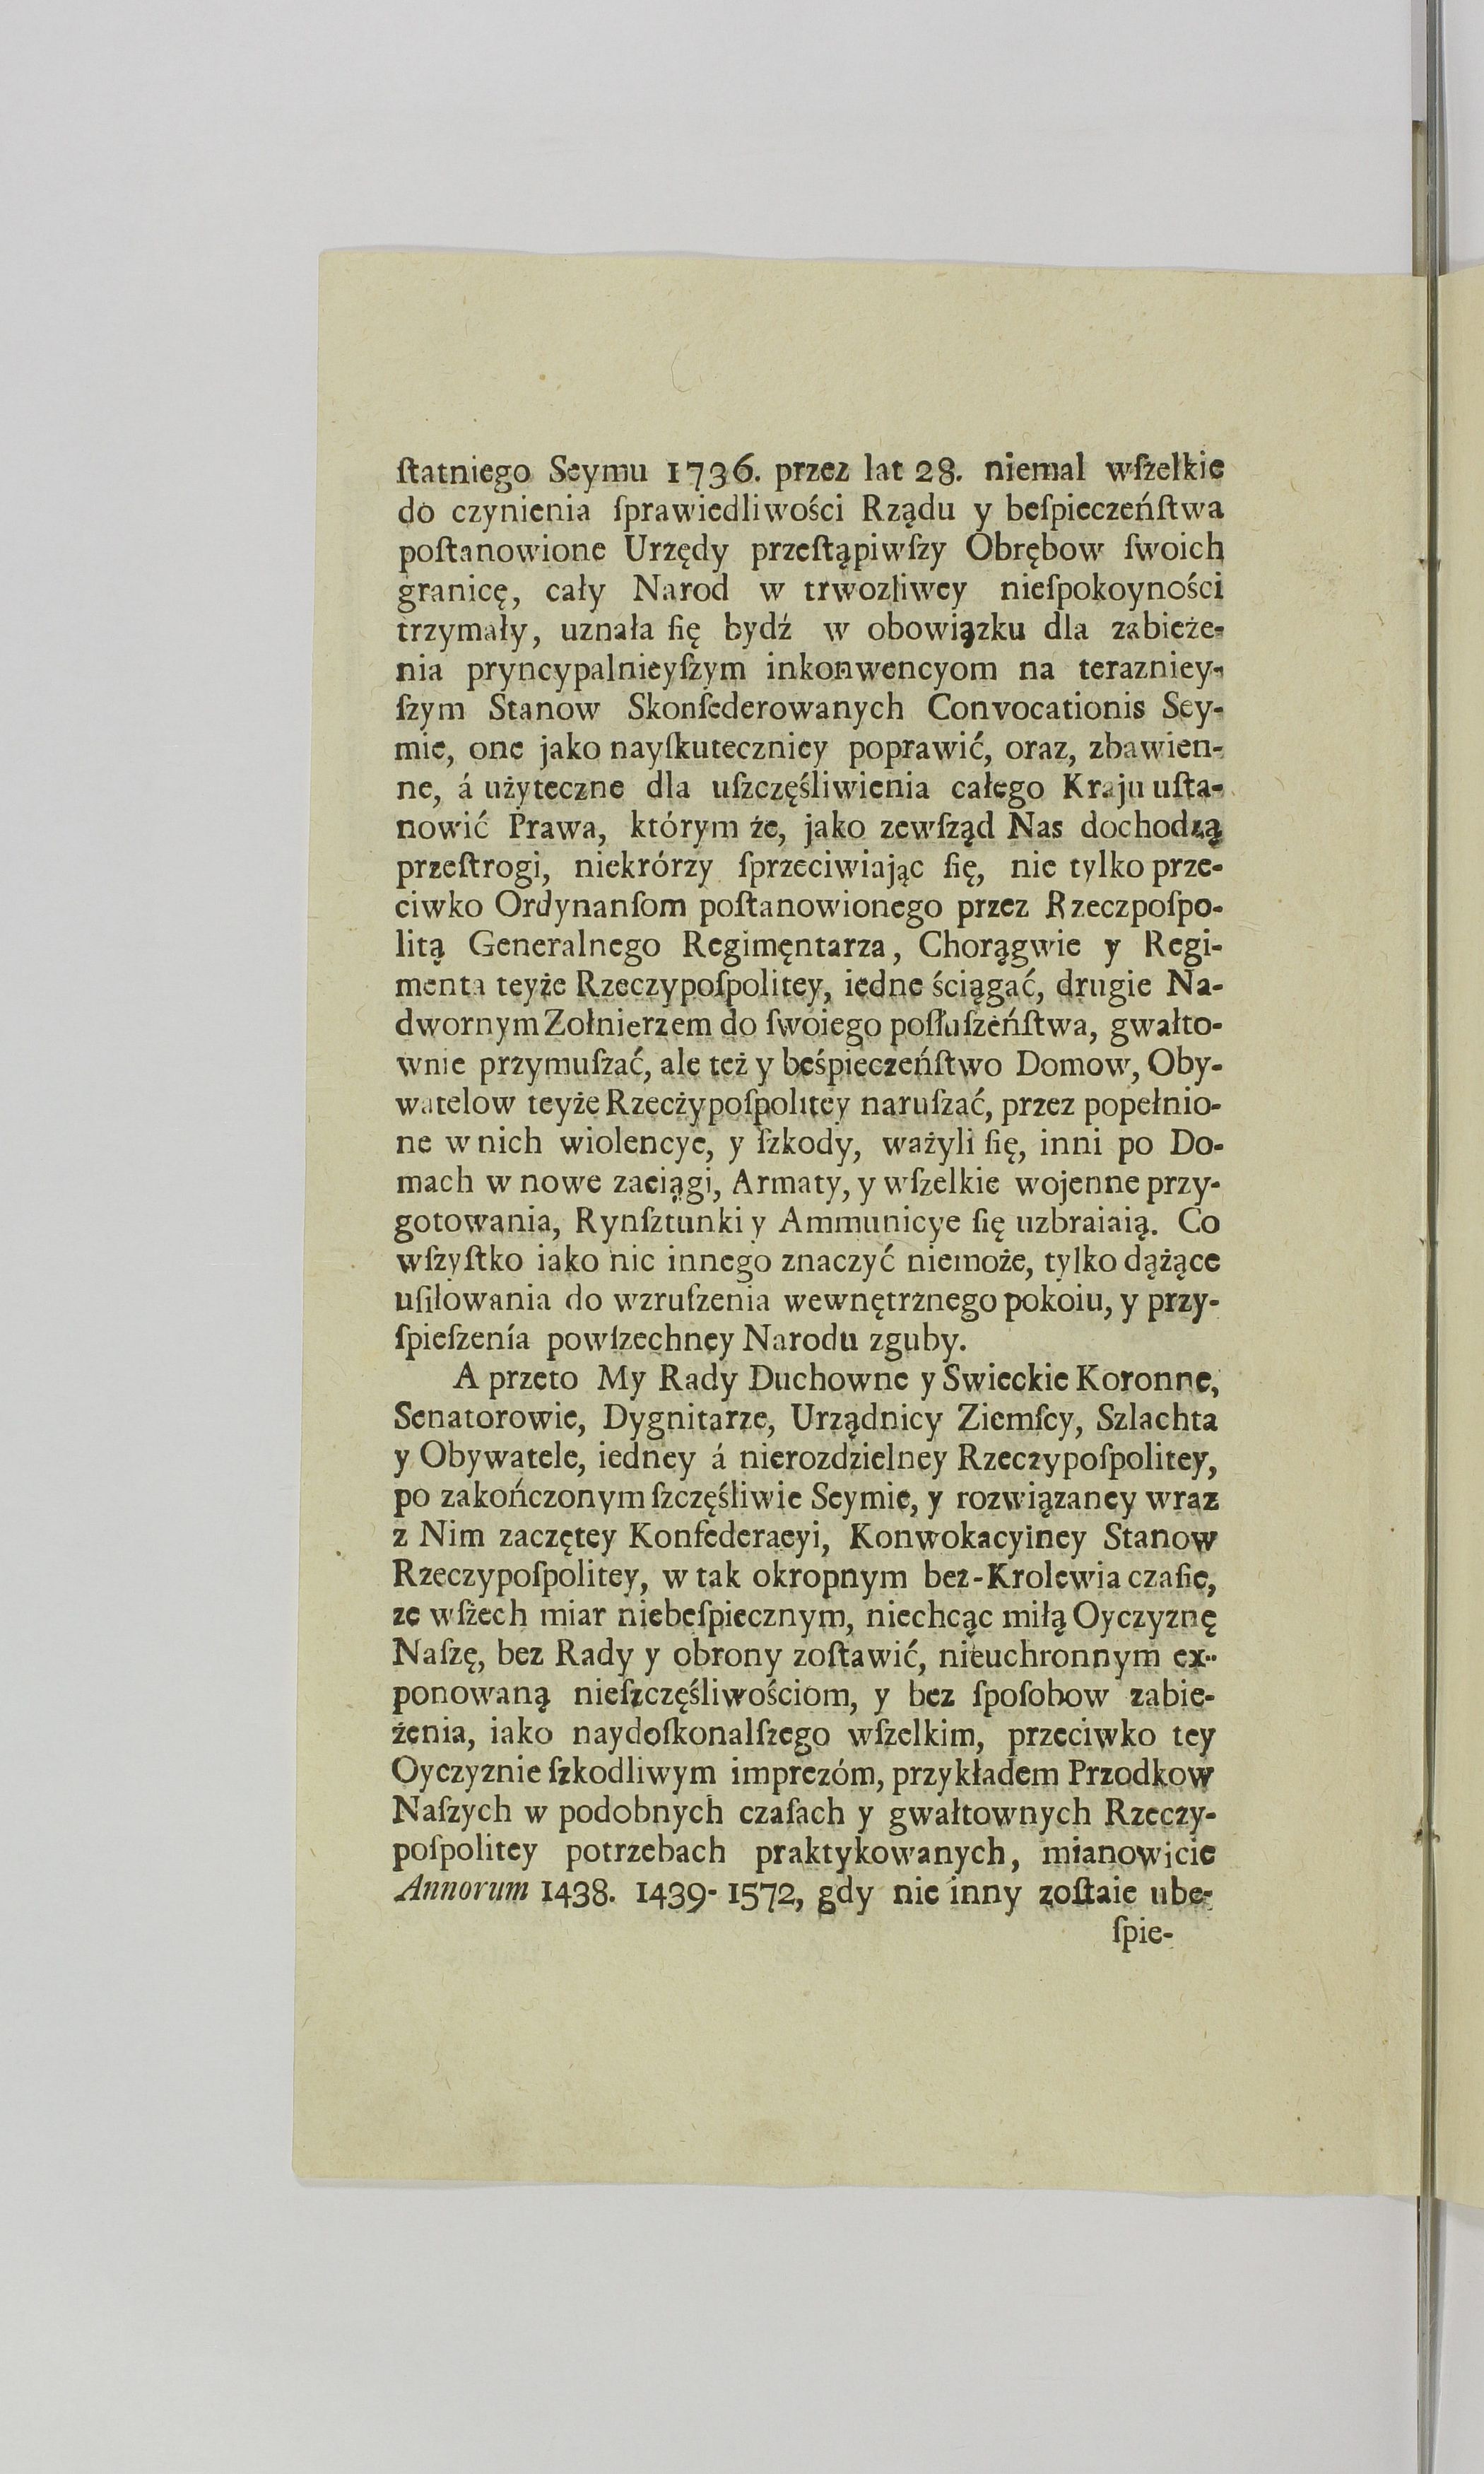 ſtatniego Seymu 1736. przez lat 28. niemal wſzelkie
do czynienia ſprawiedliwości Rządu y beſpieczeńſtwa
poſtanowione Urzędy przeſtąpiwſzy Obrębow ſwoich
granicę, cały Narod w trwozliwey nieſpokoyności
trzymały, uznała ſię bydź w obowiązku dla zabieże-
nia pryncypalnieyſzym inkonwencyom na terazniey-
ſzym Stanow Skonfederowanych Convocationis Sey-
mie, one jako nayſkuteczniey poprawić, oraz, zbawien-
ne, á użyteczne dla uſzczęśliwienia całego Kraju uſta-
nowić Prawa, którym że, jako zewſząd Nas dochodzą
przeſtrogi, niekrórzy ſprzeciwiając ſię, nie tylko prze-
ciwko Ordynanſom poſtanowionego przez Rzeczpoſpo-
litą Generalnego Regimęntarza, Chorągwie y Regi-
menta teyże Rzeczypoſpolitey, iedne ściągać, drugie Na-
dwornym Zołnierzem do ſwoiego poſłuſzeńſtwa, gwałto-
wnie przymuſzać, ale też y beśpieczeńſtwo Domow, Oby-
watelow teyże Rzeczypoſpolitey naruſzać, przez popełnio-
ne w nich wiolencye, y ſzkody, ważyli ſię, inni po Do-
mach w nowe zaciągi, Armaty, y wſzelkie wojenne przy-
gotowania, Rynſztunki y Ammunicye ſię uzbraiaią. Co
wſzyſtko iako nic innego znaczyć niemoże, tylko dążące
uſiłowania do wzruſzenia wewnętrznego pokoiu, y przy-
ſpieſzenía powſzechney Narodu zguby.
A przeto My Rady Duchowne y Swieckie Koronne,
Senatorowie, Dygnitarze, Urządnicy Ziemſcy, Szlachta
y Obywatele, iedney á nierozdzielney Rzeczypoſpolitey,
po zakończonym ſzczęśliwie Seymie, y rozwiązaney wraz
z Nim zaczętey Konfederacyi, Konwokacyiney Stanow
Rzeczypoſpolitey, w tak okropnym bez-Krolewia czaſie,
ze wſzech miar niebeſpiecznym, niechcąc miłą Oyczyznę
Naſzę, bez Rady y obrony zoſtawić, nieuchronnym ex-
ponowaną nieſzczęśliwościom, y bez ſpoſobow zabie-
żenia, iako naydoſkonalſzego wſzelkim, przeciwko tey
Oyczyznie ſzkodliwym imprezóm, przykładem Przodkow
Naſzych w podobnych czaſach y gwałtownych Rzeczy-
poſpolitey potrzebach praktykowanych, mianowicie
Annorum 1438. 1439- 1572, gdy nie inny zoſtaie ube-
ſpie-